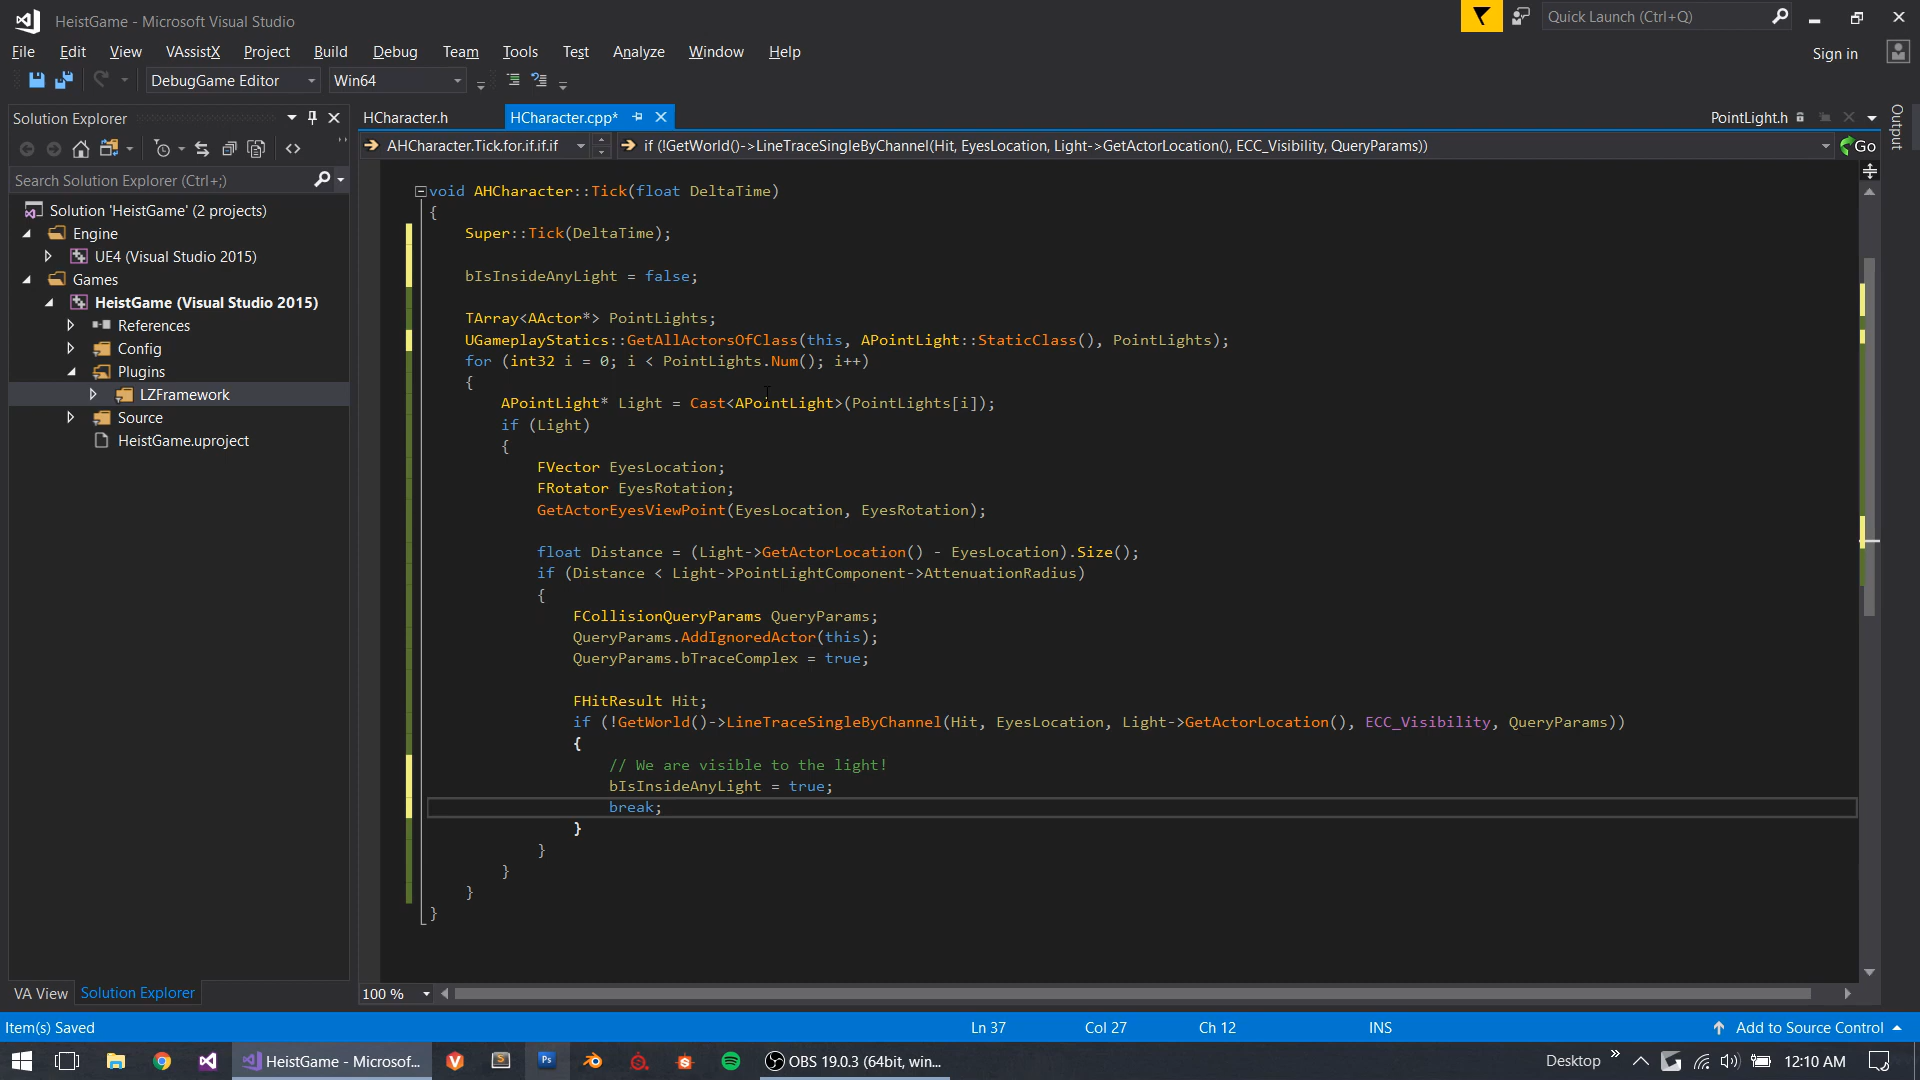 HeistGame - Microsoft Visual Studio
Quick Launch (Ctrl+Q)
File Edit View VAssistX Project Build Debug Team Tools Test Analyze Window Help
Sign in
DebugGame Editor Win64
Solution Explorer
HCharacter.h HCharacter.cpp* PointLight.h
Output
AHCharacter.Tick.for.if.if.if
if (!GetWorld()->LineTraceSingleByChannel(Hit, EyesLocation, Light->GetActorLocation(), ECC_Visibility, QueryParams))
Go
Search Solution Explorer (Ctrl+;)
Solution 'HeistGame' (2 projects)
Engine
UE4 (Visual Studio 2015)
Games
HeistGame (Visual Studio 2015)
References
Config
Plugins
LZFramework
Source
HeistGame.uproject
void AHCharacter::Tick(float DeltaTime)
{
Super::Tick(DeltaTime);
bIsInsideAnyLight = false;
TArray<AActor*> PointLights;
UGameplayStatics::GetAllActorsOfClass(this, APointLight::StaticClass(), PointLights);
for (int32 i = 0; i < PointLights.Num(); i++)
{
APointLight* Light = Cast<APointLight>(PointLights[i]);
if (Light)
{
FVector EyesLocation;
FRotator EyesRotation;
GetActorEyesViewPoint(EyesLocation, EyesRotation);
float Distance = (Light->GetActorLocation() - EyesLocation).Size();
if (Distance < Light->PointLightComponent->AttenuationRadius)
{
FCollisionQueryParams QueryParams;
QueryParams.AddIgnoredActor(this);
QueryParams.bTraceComplex = true;
FHitResult Hit;
if (!GetWorld()->LineTraceSingleByChannel(Hit, EyesLocation, Light->GetActorLocation(), ECC_Visibility, QueryParams))
{
// We are visible to the light!
bIsInsideAnyLight = true;
break;
}
}
}
}
}
VA View Solution Explorer
100 %
Item(s) Saved
Ln 37 Col 27 Ch 12 INS
Add to Source Control
HeistGame - Microsof...
OBS 19.0.3 (64bit, win...
Desktop
12:10 AM